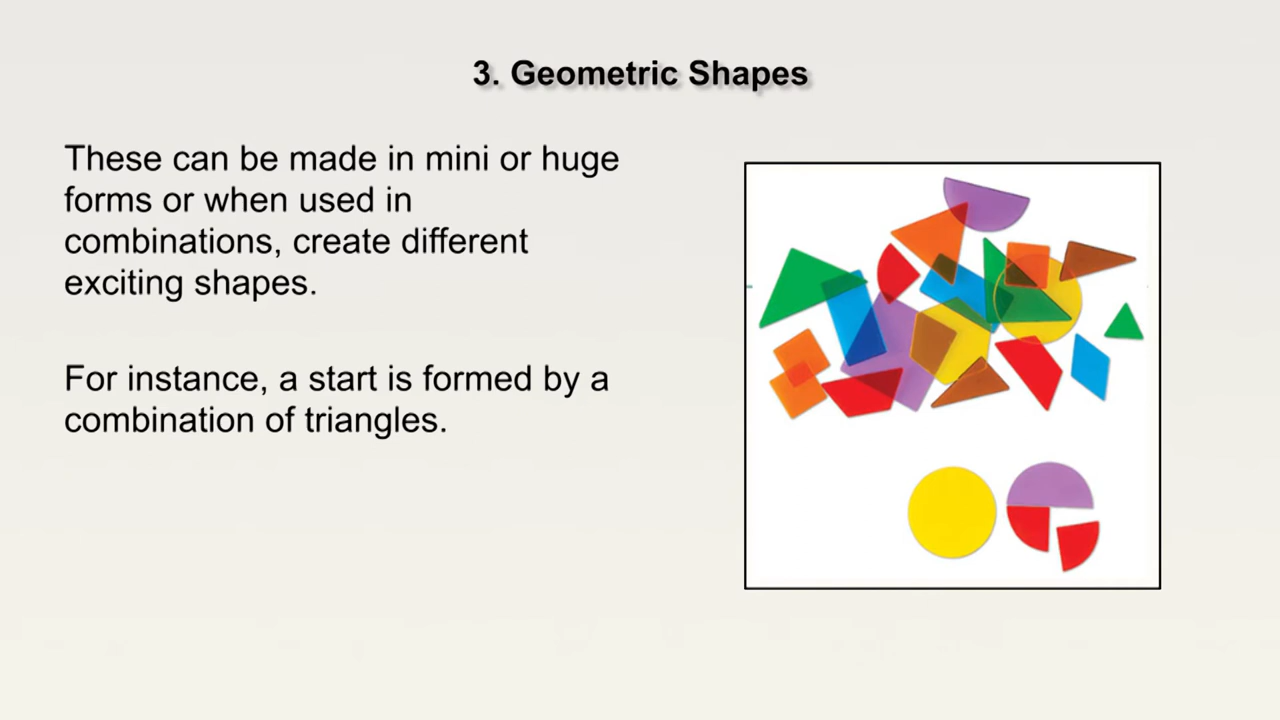 3. Geometric Shapes
These can be made in mini or huge
forms or when used in
combinations, create different
exciting shapes.
For instance, a start is formed by a
combination of triangles.